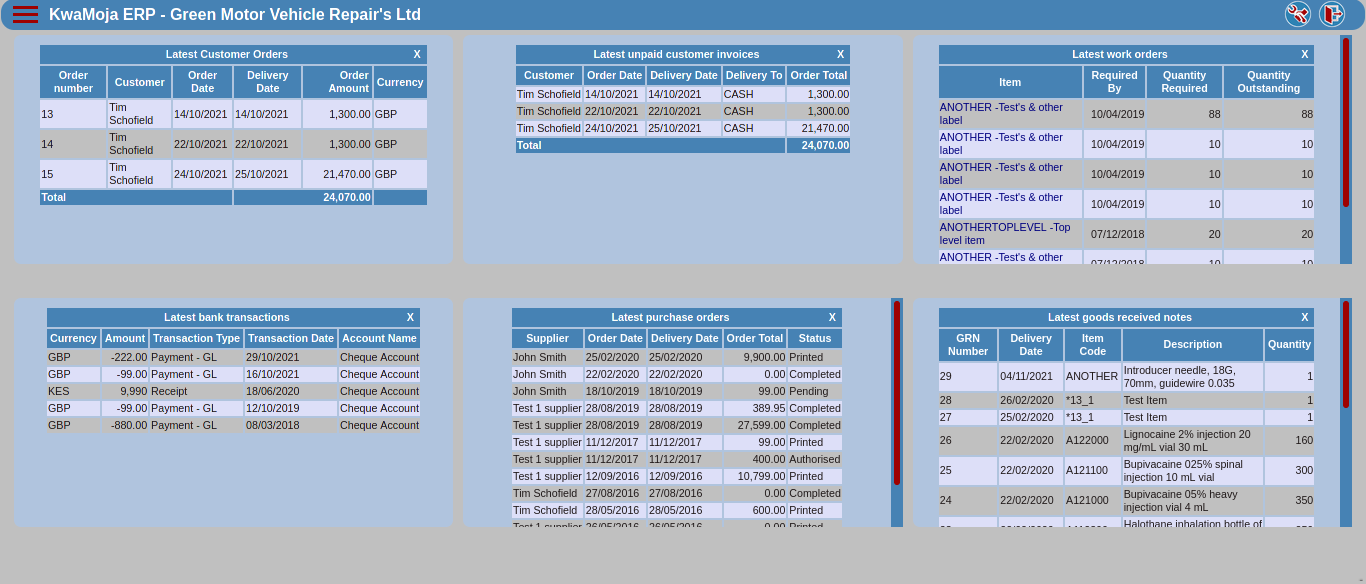 KwaMoja ERP - Green Motor Vehicle Repair's Ltd
Latest Customer Orders X
Order number Customer Order Date Delivery Date Order Amount Currency
13 Tim Schofield 14/10/2021 14/10/2021 1,300.00 GBP
14 Tim Schofield 22/10/2021 22/10/2021 1,300.00 GBP
15 Tim Schofield 24/10/2021 25/10/2021 21,470.00 GBP
Total 24,070.00
Latest unpaid customer invoices X
Customer Order Date Delivery Date Delivery To Order Total
Tim Schofield 14/10/2021 14/10/2021 CASH 1,300.00
Tim Schofield 22/10/2021 22/10/2021 CASH 1,300.00
Tim Schofield 24/10/2021 25/10/2021 CASH 21,470.00
Total 24,070.00
Latest work orders X
Item Required By Quantity Required Quantity Outstanding
ANOTHER -Test's & other label 10/04/2019 88 88
ANOTHER -Test's & other label 10/04/2019 10 10
ANOTHER -Test's & other label 10/04/2019 10 10
ANOTHER -Test's & other label 10/04/2019 10 10
ANOTHERTOPLEVEL -Top level item 07/12/2018 20 20
ANOTHER -Test's & other 07/12/2018 10 10
Latest bank transactions X
Currency Amount Transaction Type Transaction Date Account Name
GBP -222.00 Payment - GL 29/10/2021 Cheque Account
GBP -99.00 Payment - GL 16/10/2021 Cheque Account
KES 9,990 Receipt 18/06/2020 Cheque Account
GBP -99.00 Payment - GL 12/10/2019 Cheque Account
GBP -880.00 Payment - GL 08/03/2018 Cheque Account
Latest purchase orders X
Supplier Order Date Delivery Date Order Total Status
John Smith 25/02/2020 25/02/2020 9,900.00 Printed
John Smith 22/02/2020 22/02/2020 0.00 Completed
John Smith 18/10/2019 18/10/2019 99.00 Pending
Test 1 supplier 28/08/2019 28/08/2019 389.95 Completed
Test 1 supplier 28/08/2019 28/08/2019 27,599.00 Completed
Test 1 supplier 11/12/2017 11/12/2017 99.00 Printed
Test 1 supplier 11/12/2017 11/12/2017 400.00 Authorised
Test 1 supplier 12/09/2016 12/09/2016 10,799.00 Printed
Tim Schofield 27/08/2016 27/08/2016 0.00 Completed
Tim Schofield 28/05/2016 28/05/2016 600.00 Printed
Test 1 supplier 26/05/2016 26/05/2016 0.00 Printed
Latest goods received notes X
GRN Number Delivery Date Item Code Description Quantity
29 04/11/2021 ANOTHER Introducer needle, 18G, 70mm, guidewire 0.035 1
28 26/02/2020 *13_1 Test Item 1
27 25/02/2020 *13_1 Test Item 1
26 22/02/2020 A122000 Lignocaine 2% injection 20 mg/mL vial 30 mL 160
25 22/02/2020 A121100 Bupivacaine 025% spinal injection 10 mL vial 300
24 22/02/2020 A121000 Bupivacaine 05% heavy injection vial 4 mL 350
Halothane inhalation bottle of